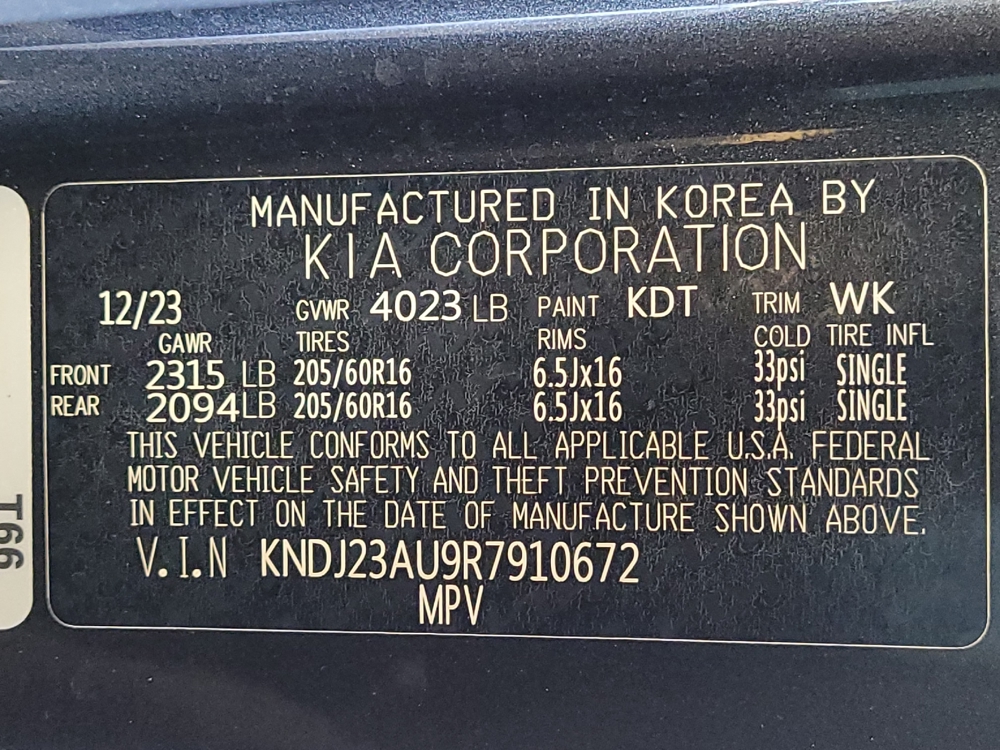 MANUFACTURED IN KOREA BY
KIA CORPORATION
12/23 GVWR 4023 LB PAINT KDT TRIM WK
GAWR TIRES RIMS COLD TIRE INFL
FRONT 2315 LB 205/60R16 6.5Jx16 33psi SINGLE
REAR 2094LB 205/60R16 6.5Jx16 33psi SINGLE
THIS VEHICLE CONFORMS TO ALL APPLICABLE U.S.A. FEDERAL
MOTOR VEHICLE SAFETY AND THEFT PREVENTION STANDARDS
IN EFFECT ON THE DATE OF MANUFACTURE SHOWN ABOVE.
V.I.N KNDJ23AU9R7910672
MPV
T66